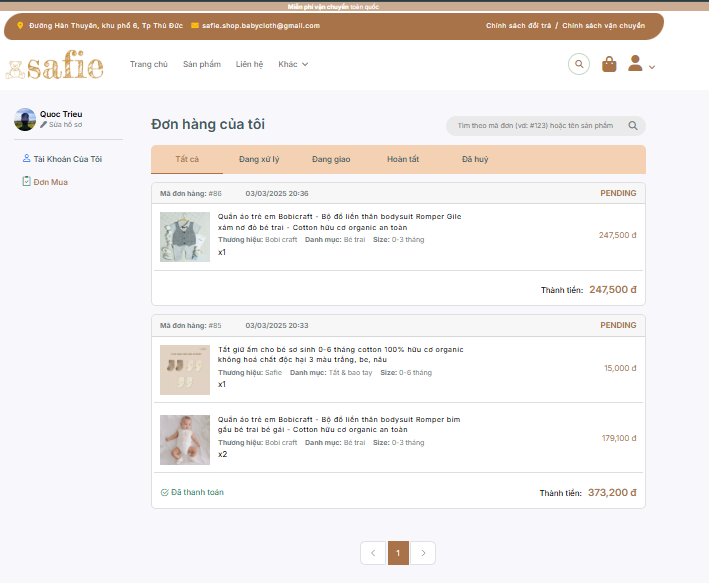 Miễn phí vận chuyển toàn quốc
Đường Hàn Thuyên, khu phố 6, Tp Thủ Đức safie.shop.babycloth@gmail.com Chính sách đổi trả / Chính sách vận chuyển
safie Trang chủ Sản phẩm Liên hệ Khác
Quoc Trieu
Sửa hồ sơ
Tài Khoản Của Tôi
Đơn Mua
Đơn hàng của tôi
Tìm theo mã đơn (vd: #123) hoặc tên sản phẩm
Tất cả Đang xử lý Đang giao Hoàn tất Đã huỷ
Mã đơn hàng: #86 03/03/2025 20:36 PENDING
Quần áo trẻ em Bobicraft - Bộ đồ liền thân bodysuit Romper Gile
xám nơ đỏ bé trai - Cotton hữu cơ organic an toàn
Thương hiệu: Bobi craft Danh mục: Bé trai Size: 0-3 tháng
x1
247,500 đ
Thành tiền: 247,500 đ
Mã đơn hàng: #85 03/03/2025 20:33 PENDING
Tất giữ ấm cho bé sơ sinh 0-6 tháng cotton 100% hữu cơ organic
không hoá chất độc hại 3 màu trắng, be, nâu
Thương hiệu: Safie Danh mục: Tất & bao tay Size: 0-6 tháng
x1
15,000 đ
Quần áo trẻ em Bobicraft - Bộ đồ liền thân bodysuit Romper bím
gấu bé trai bé gái - Cotton hữu cơ organic an toàn
Thương hiệu: Bobi craft Danh mục: Bé trai Size: 0-3 tháng
x2
179,100 đ
Đã thanh toán Thành tiền: 373,200 đ
1